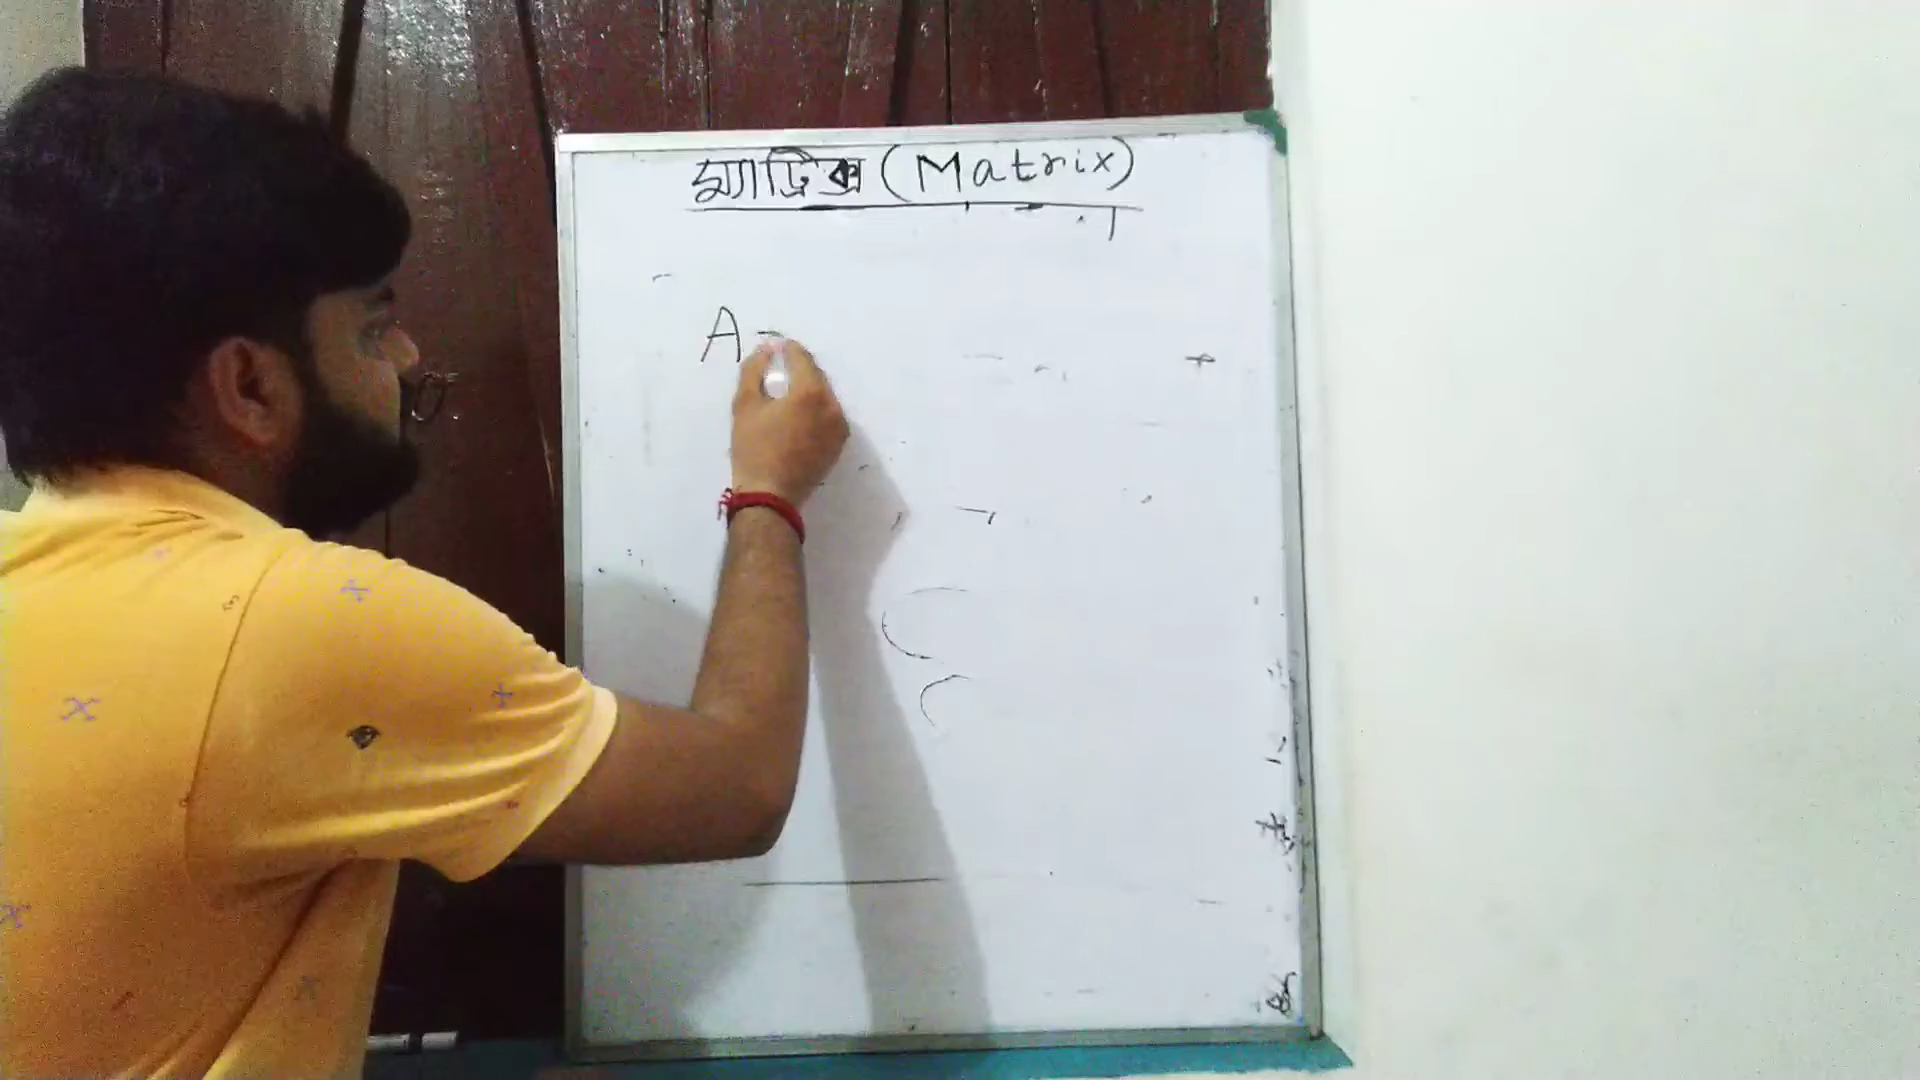 ম্যাট্রিক্স (Matrix)
A =